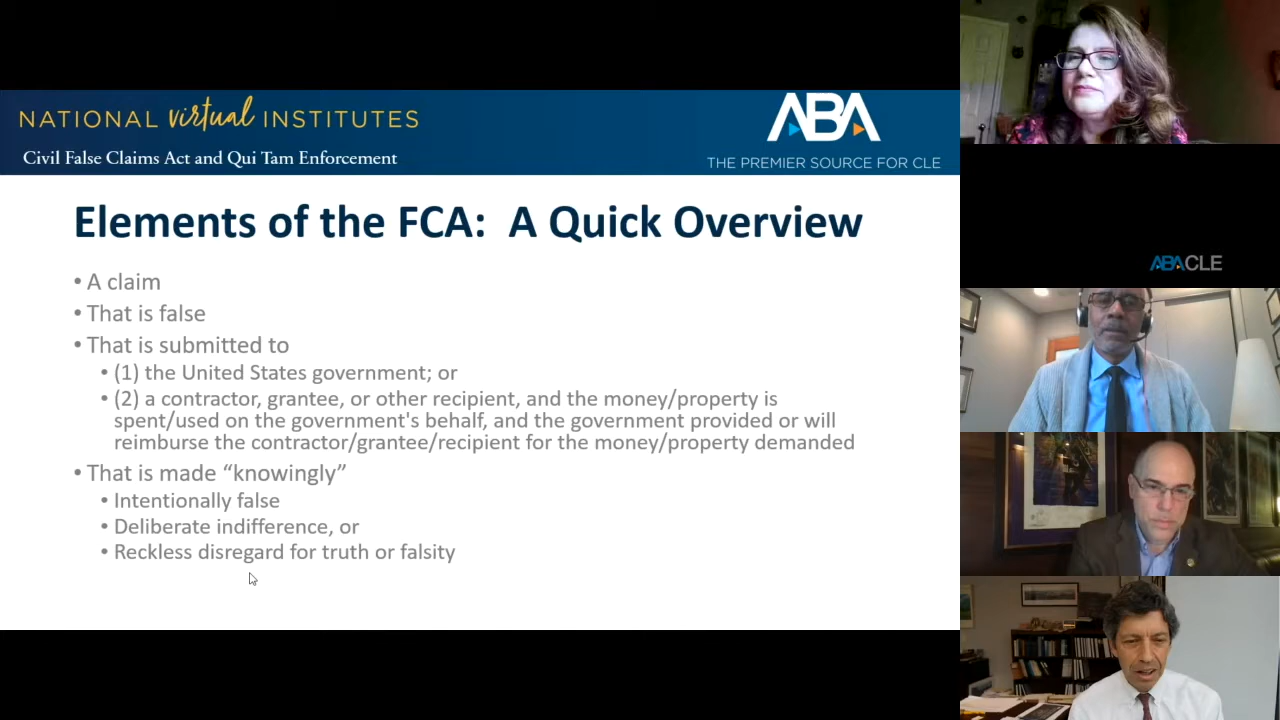 NATIONAL virtual INSTITUTES
Civil False Claims Act and Qui Tam Enforcement
ABA
THE PREMIER SOURCE FOR CLE
Elements of the FCA: A Quick Overview
• A claim
• That is false
• That is submitted to
• (1) the United States government; or
• (2) a contractor, grantee, or other recipient, and the money/property is
spent/used on the government's behalf, and the government provided or will
reimburse the contractor/grantee/recipient for the money/property demanded
• That is made “knowingly”
• Intentionally false
• Deliberate indifference, or
• Reckless disregard for truth or falsity
ABACLE